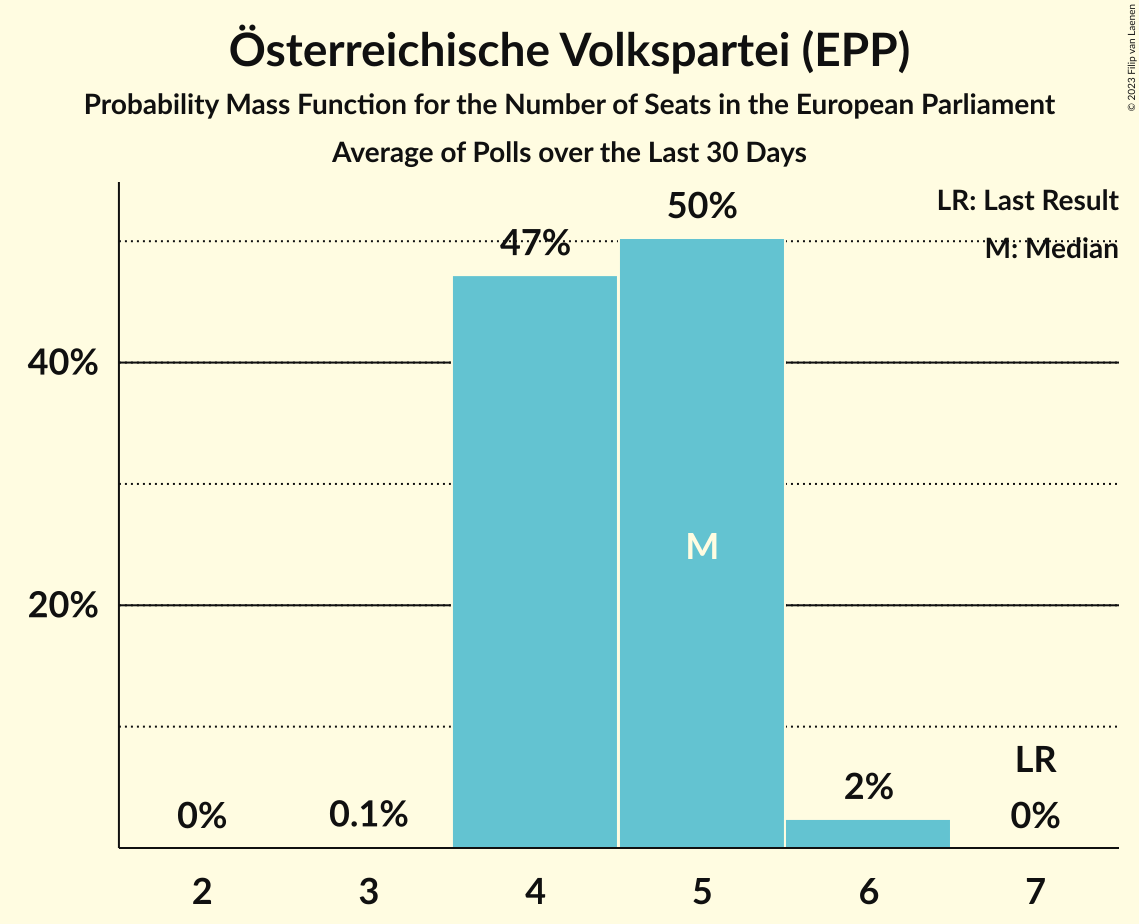 Österreichische Volkspartei (EPP)
Probability Mass Function for the Number of Seats in the European Parliament
Average of Polls over the Last 30 Days
© 2023 Filip van Laenen
LR: Last Result
M: Median
50%
47%
40%
M
20%
LR
0%
0.1%
2%
0%
2 3 4 5 6 7